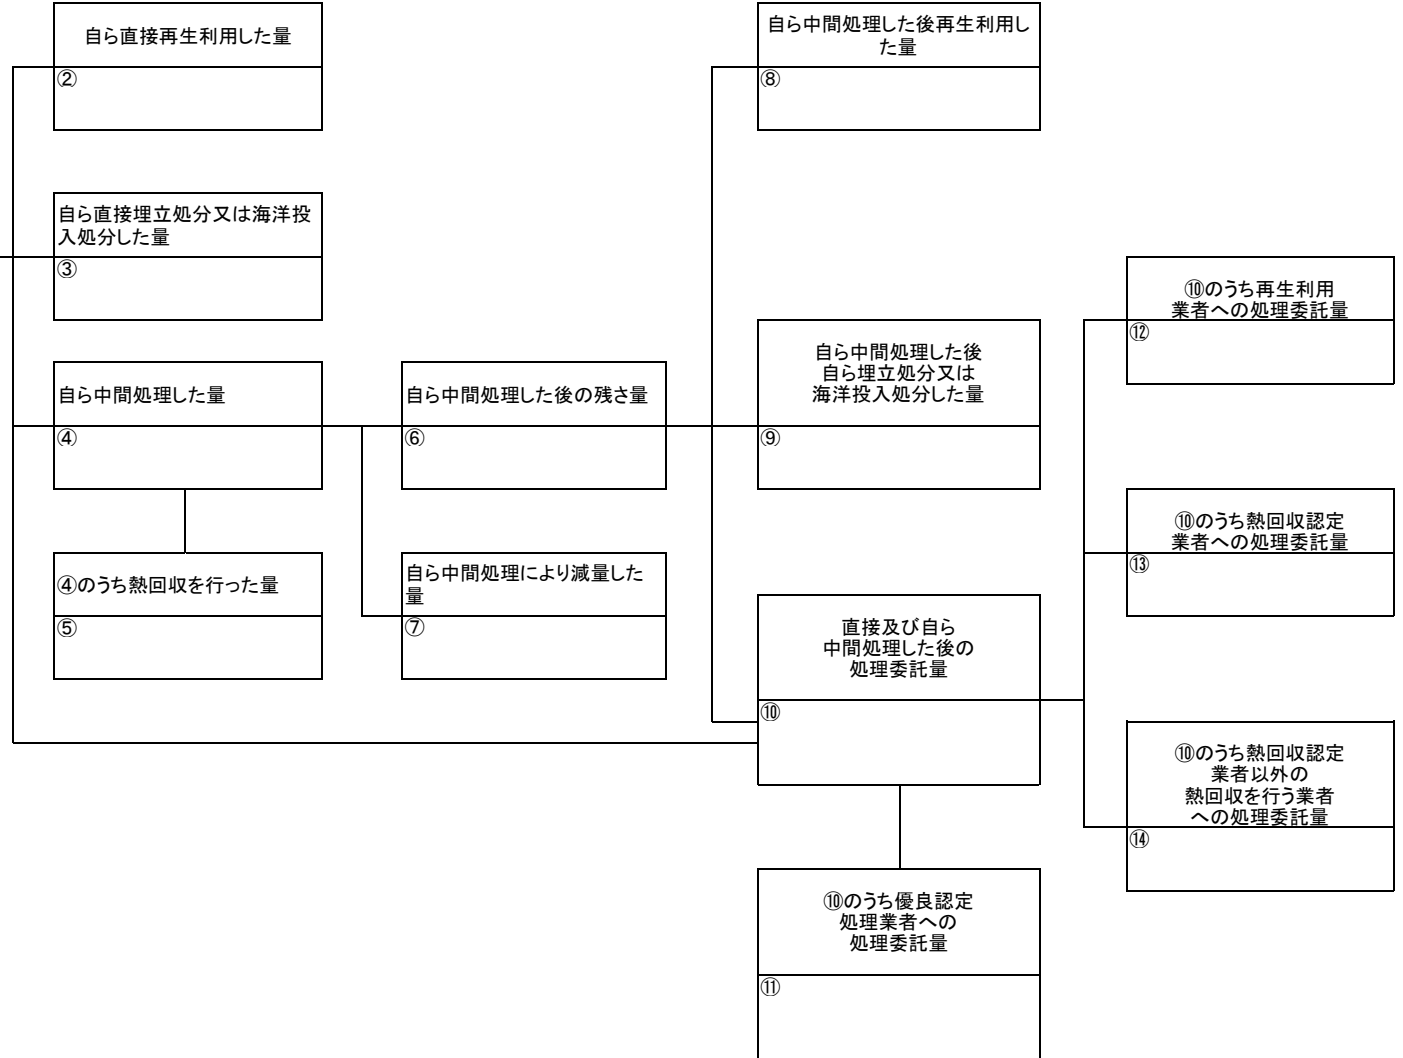 自ら直接再生利用した量
②
自ら直接埋立処分又は海洋投
入処分した量
③
自ら中間処理した量
④
④のうち熱回収を行った量
⑤
自ら中間処理した後の残さ量
⑥
自ら中間処理により減量した
量
⑦
自ら中間処理した後再生利用し
た量
⑧
自ら中間処理した後
自ら埋立処分又は
海洋投入処分した量
⑨
直接及び自ら
中間処理した後の
処理委託量
⑩
⑩のうち優良認定
処理業者への
処理委託量
⑪
⑩のうち再生利用
業者への処理委託量
⑫
⑩のうち熱回収認定
業者への処理委託量
⑬
⑩のうち熱回収認定
業者以外の
熱回収を行う業者
への処理委託量
⑭